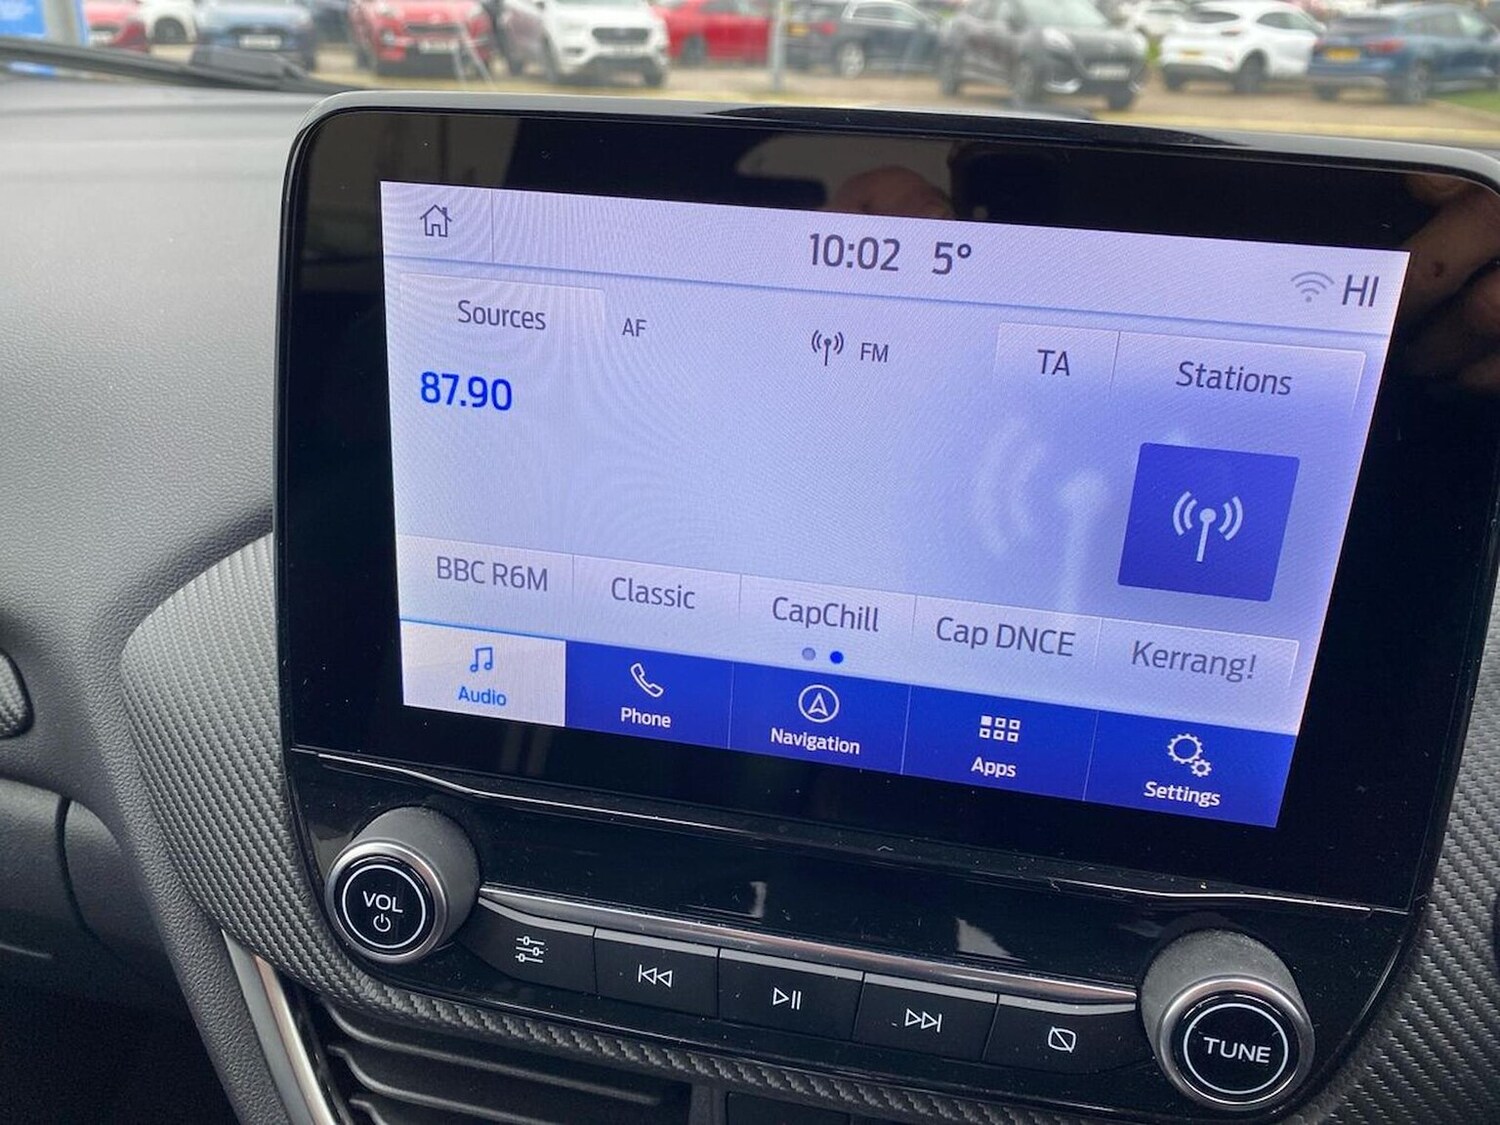 10:02 5°
HI
Sources
AF
FM
TA
Stations
87.90
BBC R6M
Classic
CapChill
Cap DNCE
Kerrang!
Audio
Phone
Navigation
Apps
Settings
VOL
TUNE